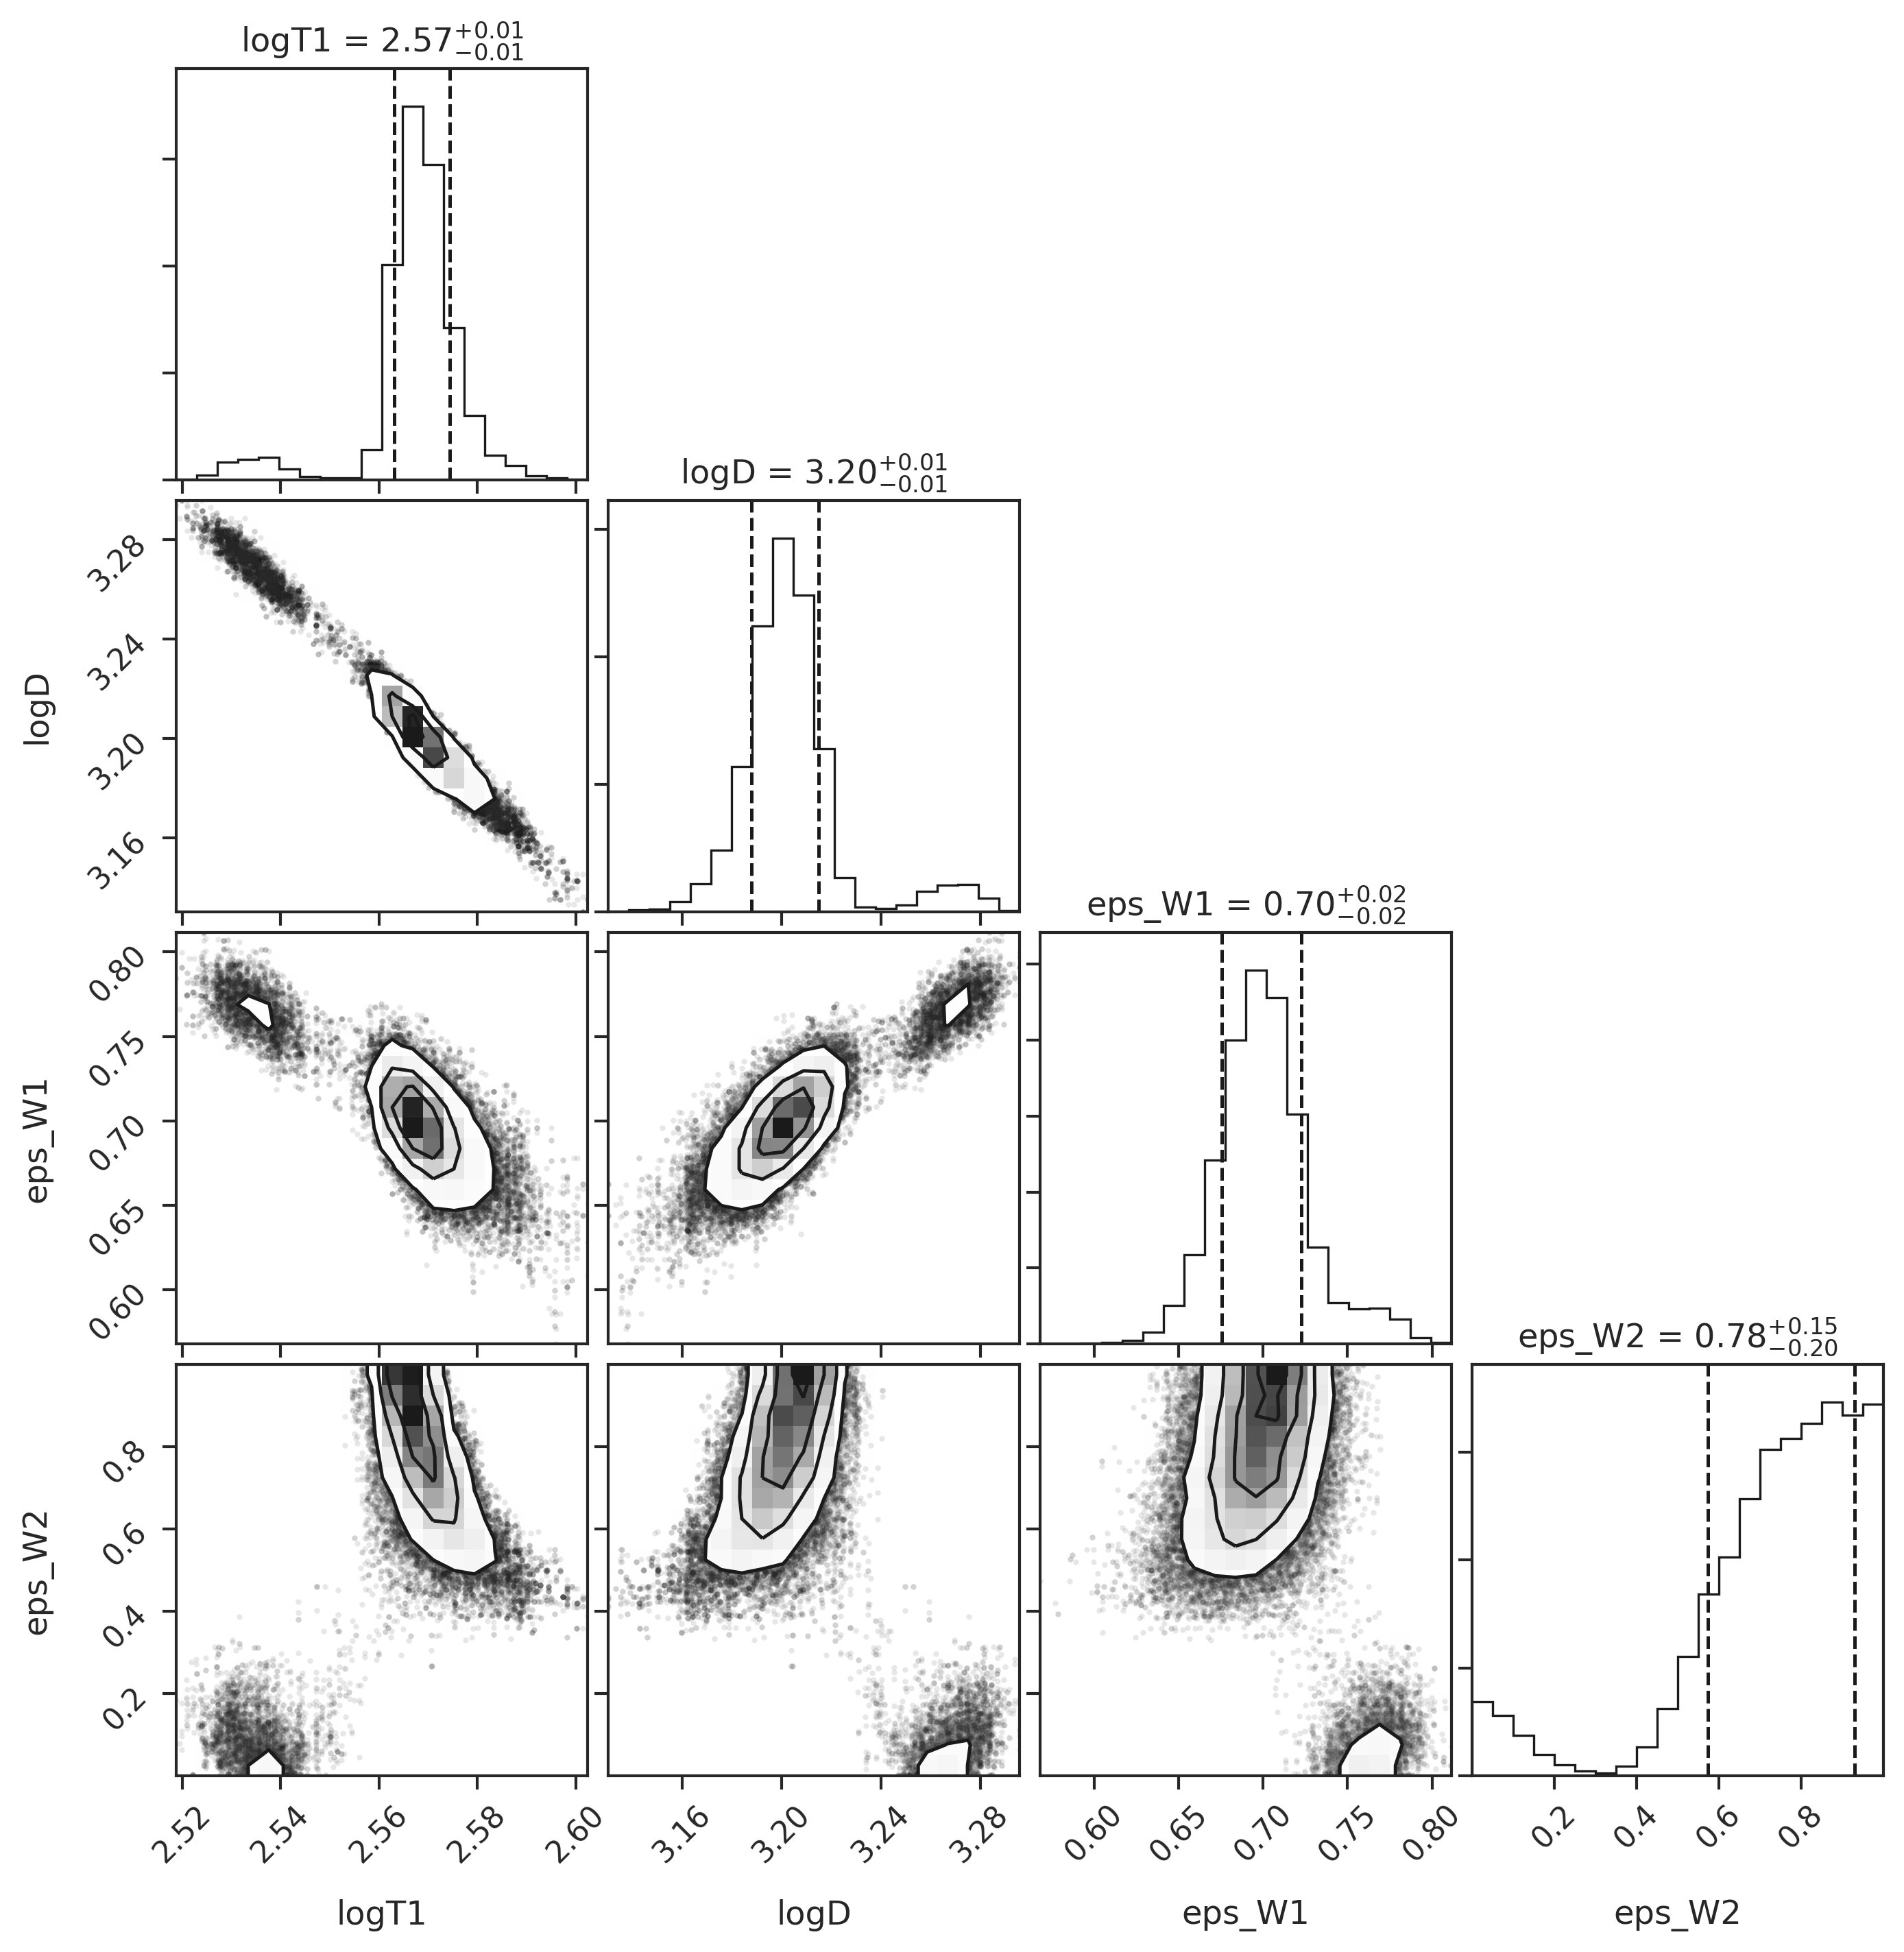 logT1 = 2.57+0.01−0.01
logD = 3.20+0.01−0.01
3.28
3.24
3.20
3.16
logD
eps_W1 = 0.70+0.02−0.02
0.80
0.75
0.70
0.65
0.60
eps_W1
eps_W2 = 0.78+0.15−0.20
0.8
0.6
0.4
0.2
eps_W2
2.52 2.54 2.56 2.58 2.60 3.16 3.20 3.24 3.28 0.60 0.65 0.70 0.75 0.80 0.2 0.4 0.6 0.8
logT1 logD eps_W1 eps_W2